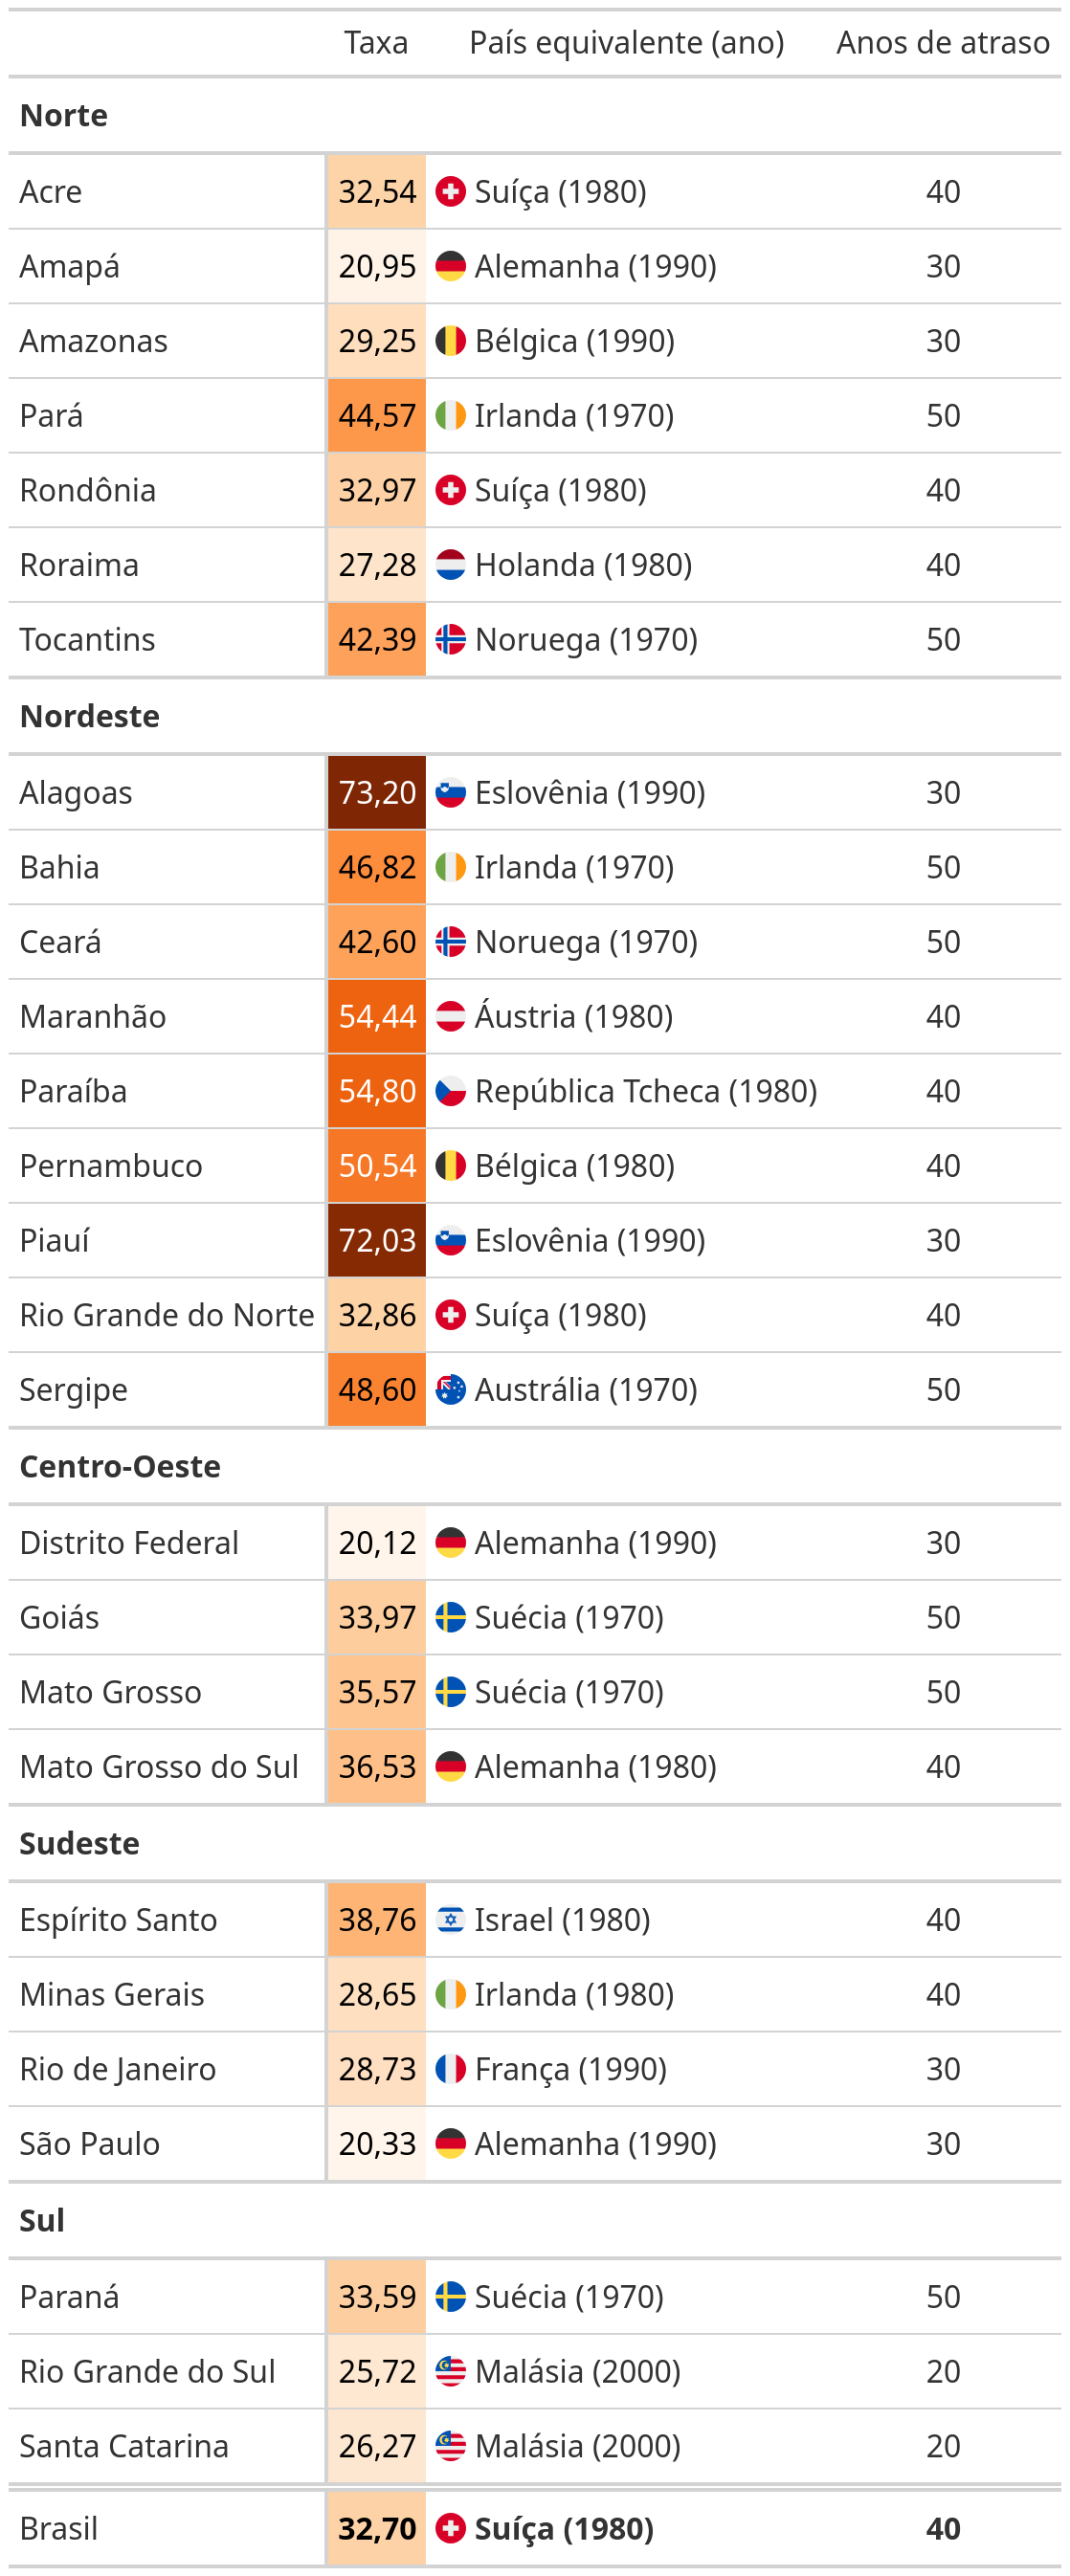 Taxa País equivalente (ano) Anos de atraso
Norte
Acre 32,54 Suíça (1980) 40
Amapá 20,95 Alemanha (1990) 30
Amazonas 29,25 Bélgica (1990) 30
Pará 44,57 Irlanda (1970) 50
Rondônia 32,97 Suíça (1980) 40
Roraima 27,28 Holanda (1980) 40
Tocantins 42,39 Noruega (1970) 50
Nordeste
Alagoas 73,20 Eslovênia (1990) 30
Bahia 46,82 Irlanda (1970) 50
Ceará 42,60 Noruega (1970) 50
Maranhão 54,44 Áustria (1980) 40
Paraíba 54,80 República Tcheca (1980) 40
Pernambuco 50,54 Bélgica (1980) 40
Piauí 72,03 Eslovênia (1990) 30
Rio Grande do Norte 32,86 Suíça (1980) 40
Sergipe 48,60 Austrália (1970) 50
Centro-Oeste
Distrito Federal 20,12 Alemanha (1990) 30
Goiás 33,97 Suécia (1970) 50
Mato Grosso 35,57 Suécia (1970) 50
Mato Grosso do Sul 36,53 Alemanha (1980) 40
Sudeste
Espírito Santo 38,76 Israel (1980) 40
Minas Gerais 28,65 Irlanda (1980) 40
Rio de Janeiro 28,73 França (1990) 30
São Paulo 20,33 Alemanha (1990) 30
Sul
Paraná 33,59 Suécia (1970) 50
Rio Grande do Sul 25,72 Malásia (2000) 20
Santa Catarina 26,27 Malásia (2000) 20
Brasil 32,70 Suíça (1980) 40